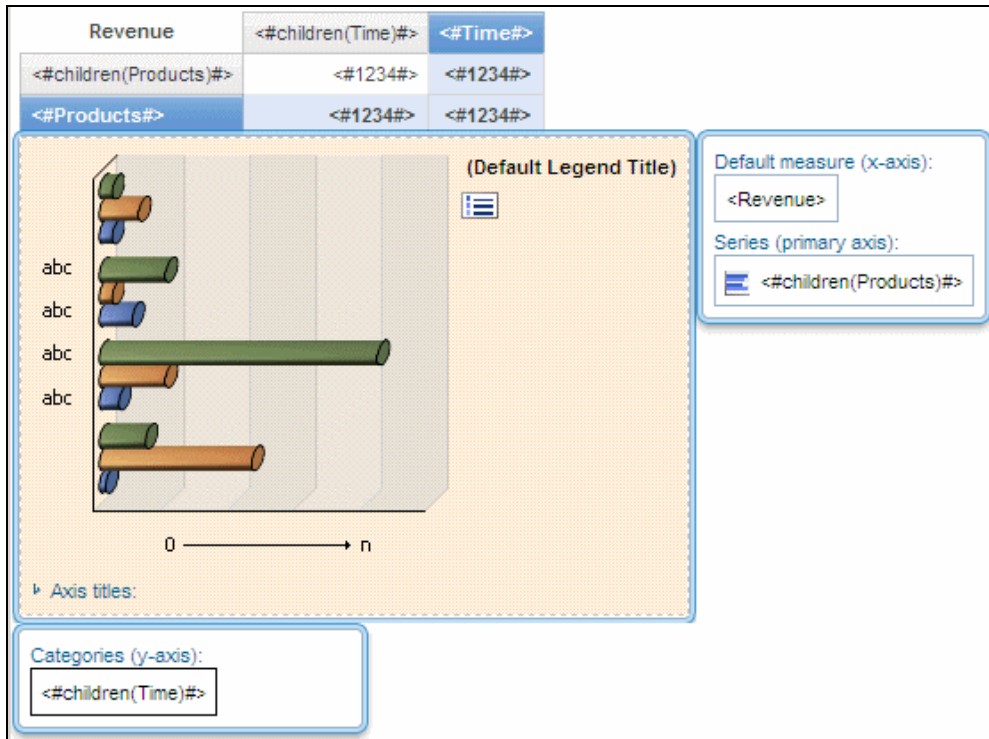 Revenue <#children(Time)#> <#Time#>
<#children(Products)#> <#1234#> <#1234#>
<#Products#> <#1234#> <#1234#>
(Default Legend Title)
abc
abc
abc
abc
0 n
Axis titles:
Default measure (x-axis):
<Revenue>
Series (primary axis):
<#children(Products)#>
Categories (y-axis):
<#children(Time)#>